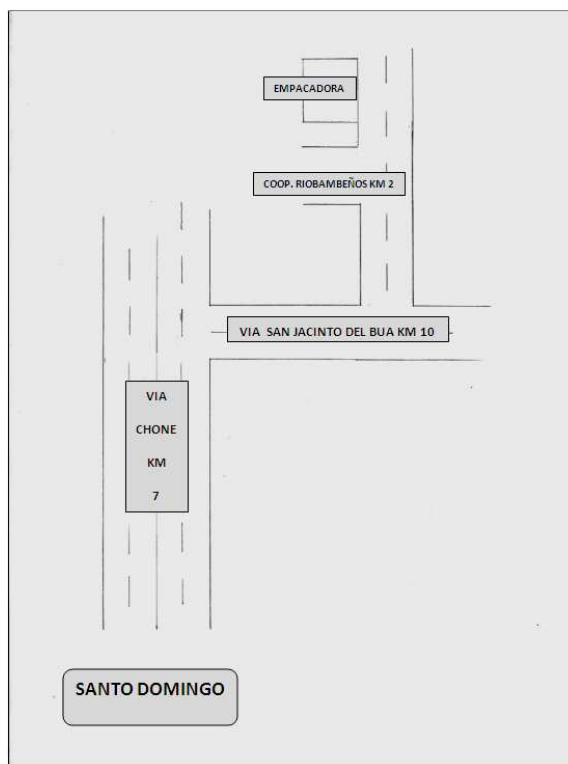 EMPACADORA
COOP. RIOBAMBEÑOS KM 2
VIA SAN JACINTO DEL BUA KM 10
VIA
CHONE
KM
7
SANTO DOMINGO